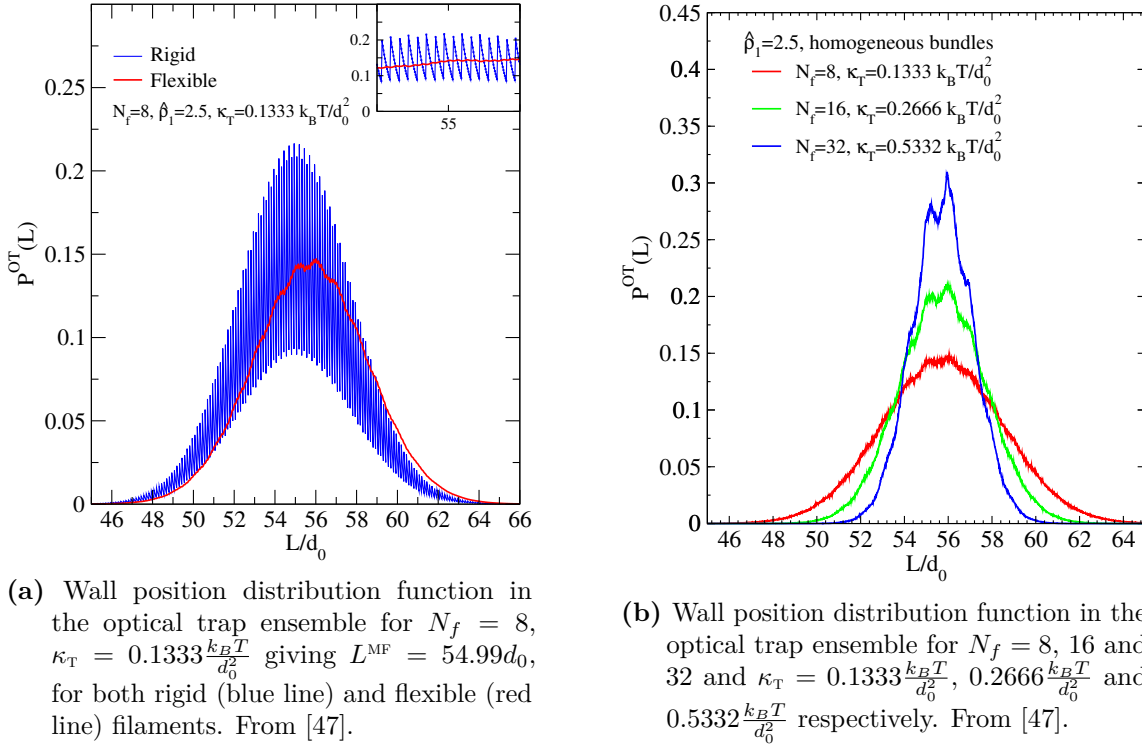 0.2
0.15
0.1
0.05
0
55
Rigid
Flexible
N_f=8, ρ̂_1=2.5, κ_T=0.1333 k_BT/d_0^2
0.25
0.2
0.15
0.1
0.05
0
P^OT(L)
46 48 50 52 54 56 58 60 62 64 66
L/d_0
(a) Wall position distribution function in
the optical trap ensemble for N_f = 8,
κ_T = 0.1333 k_BT/d_0^2 giving L^MF = 54.99d_0,
for both rigid (blue line) and flexible (red
line) filaments. From [47].
0.45
0.4
0.35
0.3
0.25
0.2
0.15
0.1
0.05
0
P^OT(L)
ρ̂_1=2.5, homogeneous bundles
N_f=8, κ_T=0.1333 k_BT/d_0^2
N_f=16, κ_T=0.2666 k_BT/d_0^2
N_f=32, κ_T=0.5332 k_BT/d_0^2
46 48 50 52 54 56 58 60 62 64
L/d_0
(b) Wall position distribution function in the
optical trap ensemble for N_f = 8, 16 and
32 and κ_T = 0.1333 k_BT/d_0^2, 0.2666 k_BT/d_0^2 and
0.5332 k_BT/d_0^2 respectively. From [47].